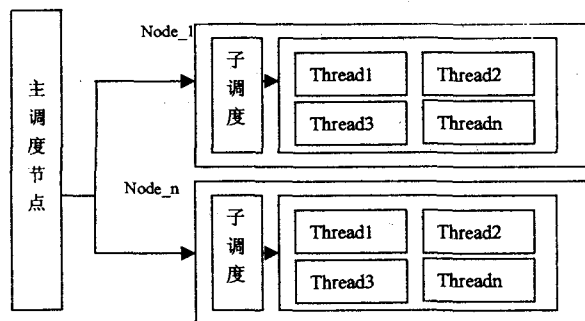 主调度节点
Node_1
子调度
Thread1 Thread2
Thread3 Threadn
Node_n
子调度
Thread1 Thread2
Thread3 Threadn